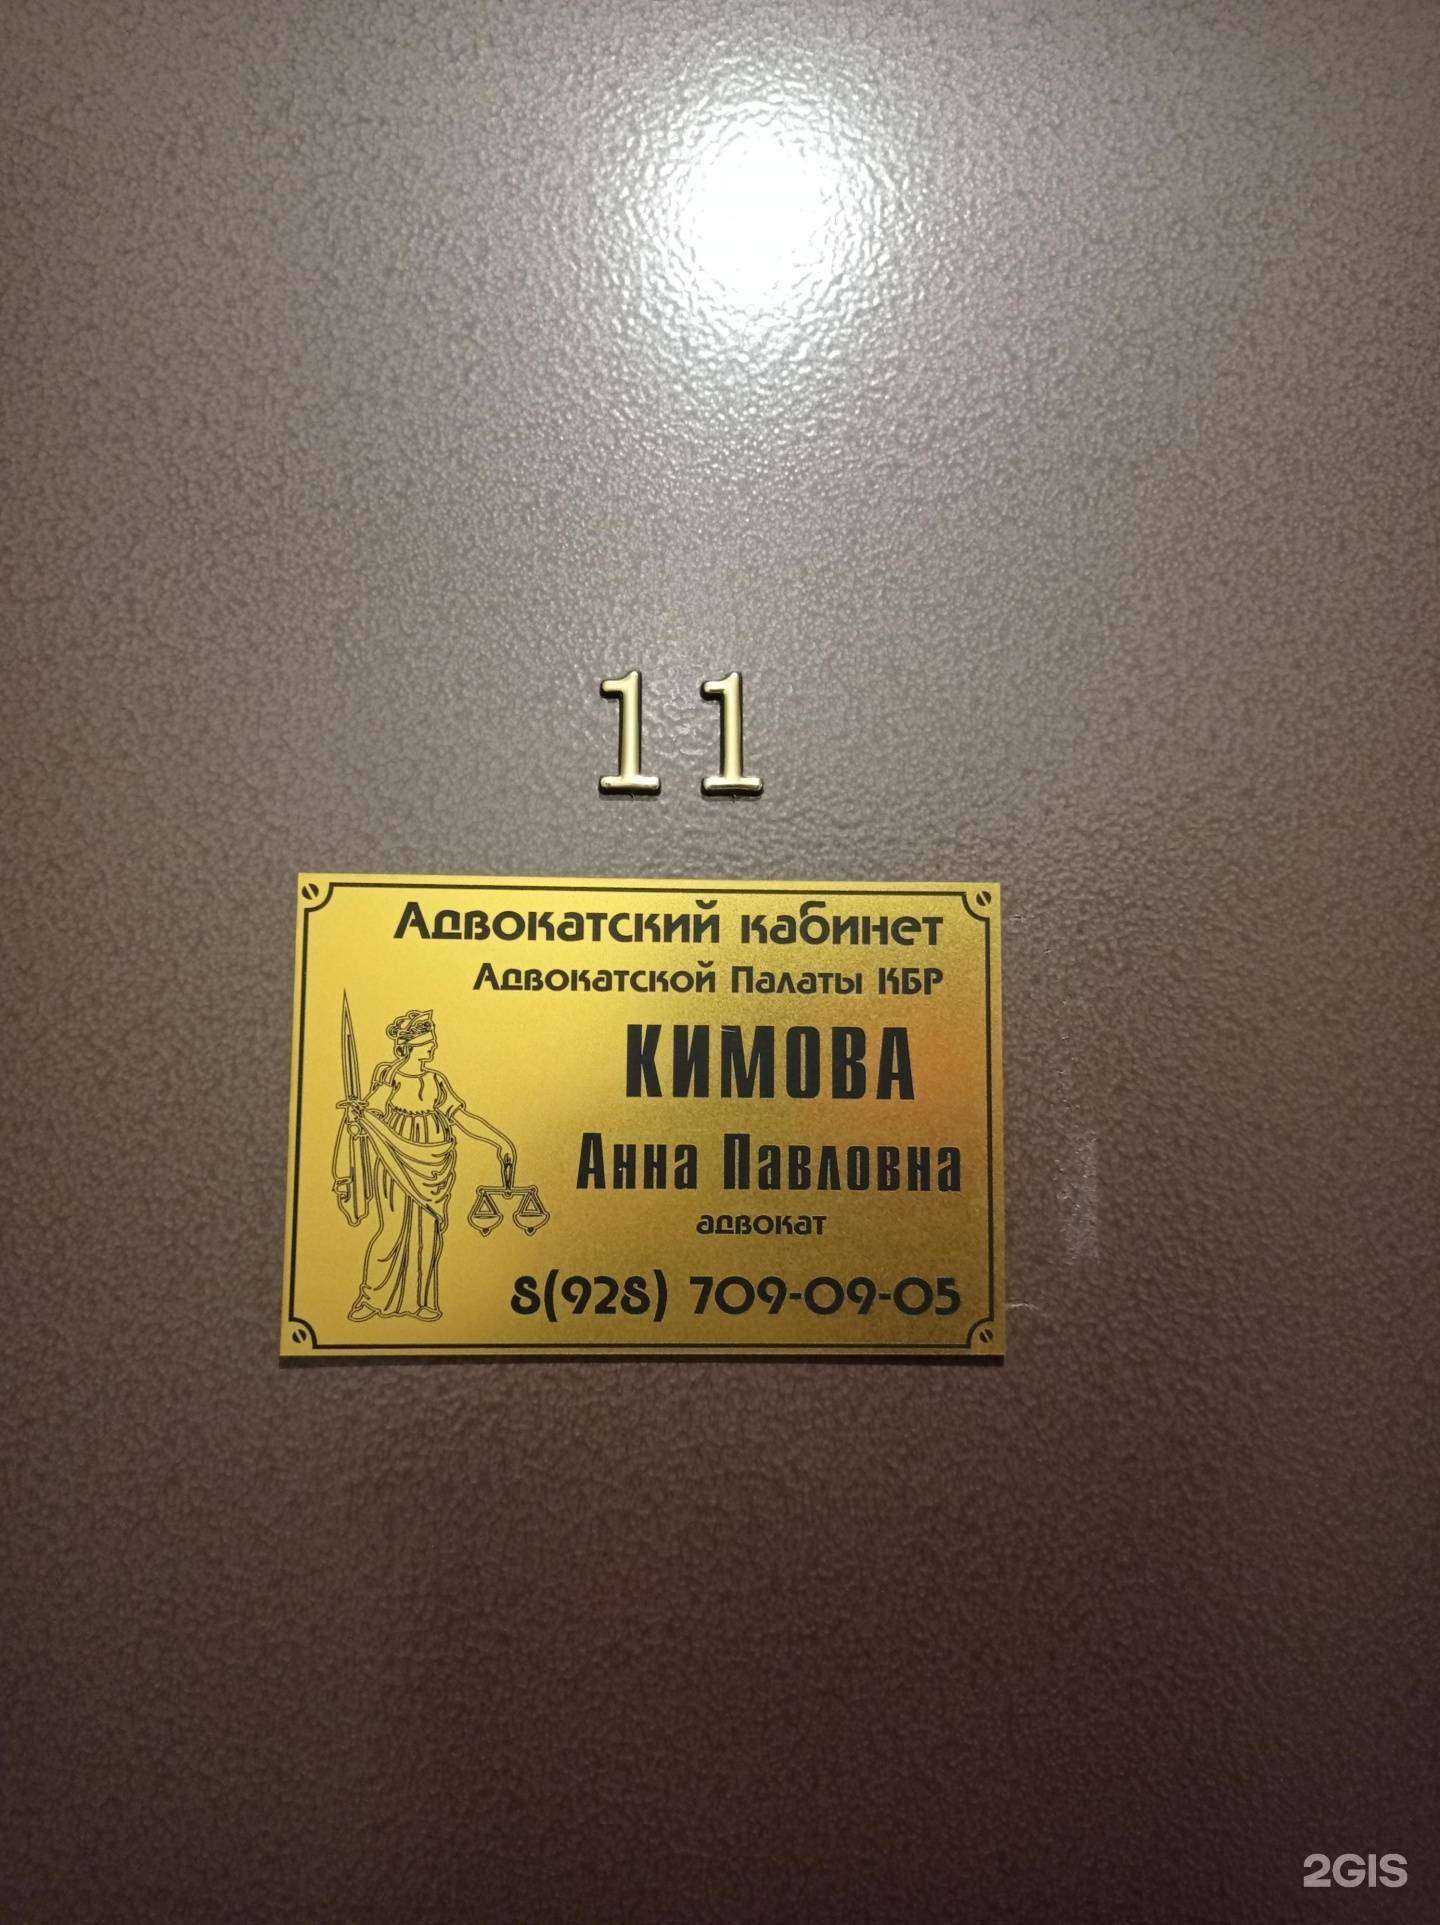 11
Адвокатский кабинет
Адвокатской Палаты КБР
КИМОВА
Анна Павловна
адвокат
8(928) 709-09-05
2GIS